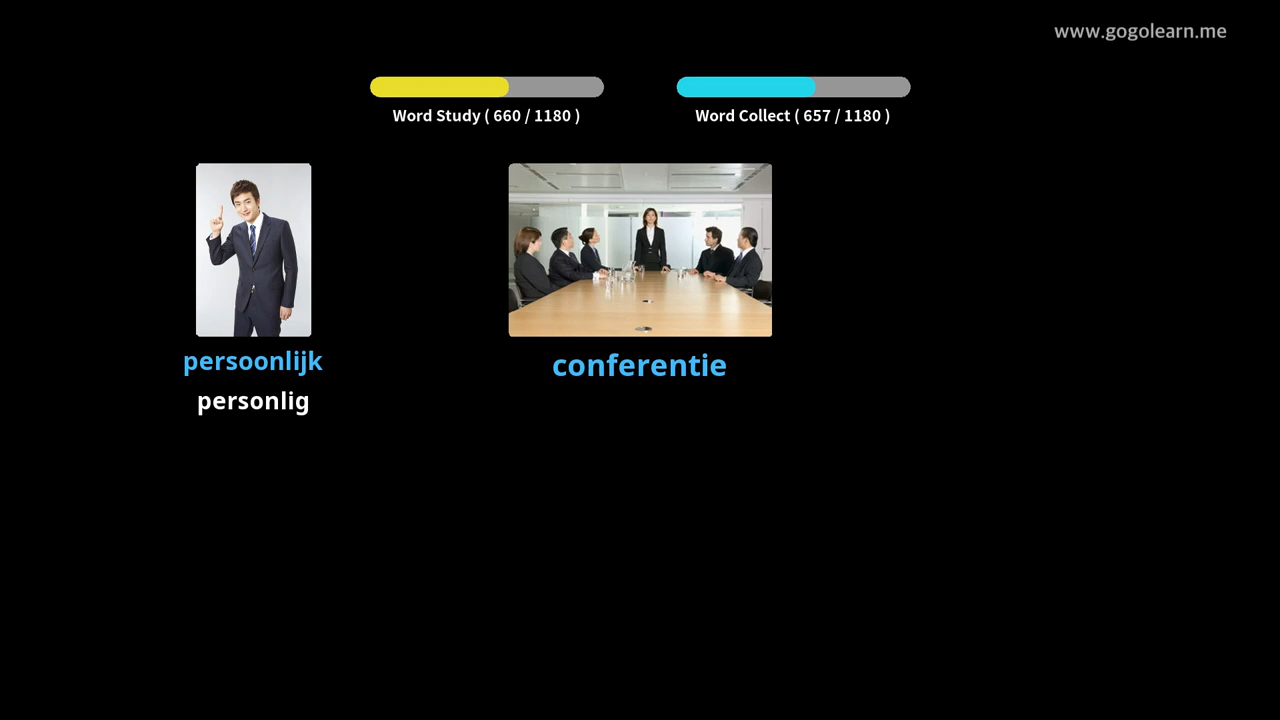 www.gogolearn.me
Word Study ( 660 / 1180 )
Word Collect ( 657 / 1180 )
persoonlijk
personlig
conferentie